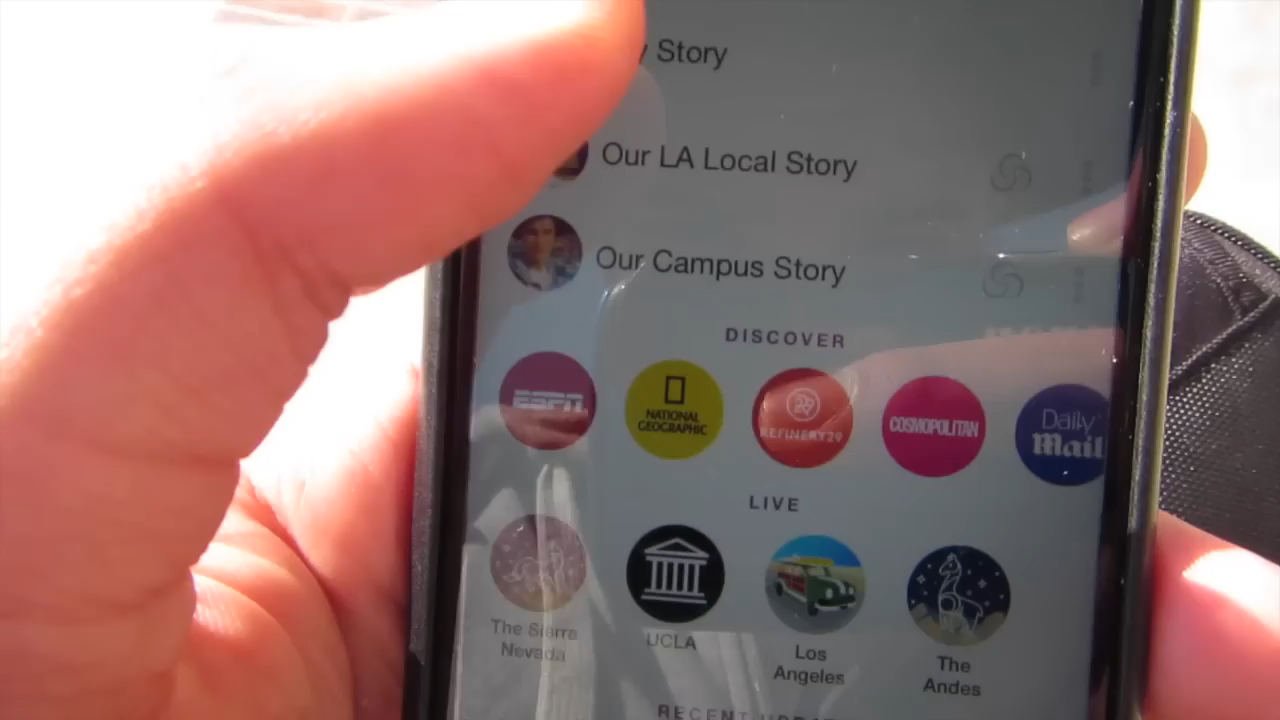 y Story
Our LA Local Story
Our Campus Story
DISCOVER
ESPN
NATIONAL
GEOGRAPHIC
REFINERY29
COSMOPOLITAN
Daily
Mail
LIVE
The Sierra
Nevada
UCLA
Los
Angeles
The
Andes
RECENT